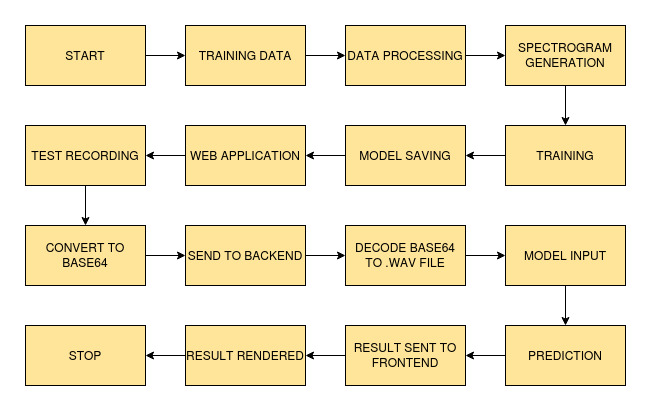 START
TRAINING DATA
DATA PROCESSING
SPECTROGRAM
GENERATION
TEST RECORDING
WEB APPLICATION
MODEL SAVING
TRAINING
CONVERT TO
BASE64
SEND TO BACKEND
DECODE BASE64
TO .WAV FILE
MODEL INPUT
STOP
RESULT RENDERED
RESULT SENT TO
FRONTEND
PREDICTION